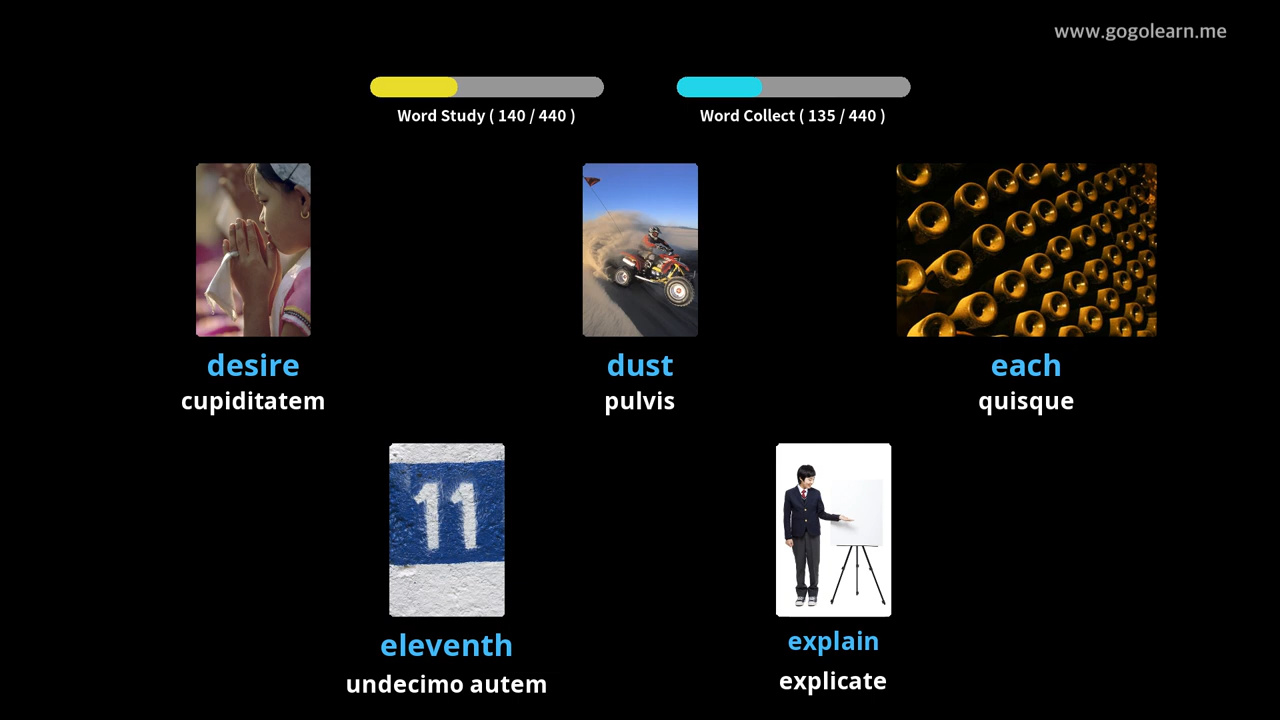 www.gogolearn.me
Word Study ( 140 / 440 )
Word Collect ( 135 / 440 )
desire
cupiditatem
dust
pulvis
each
quisque
11
eleventh
undecimo autem
explain
explicate